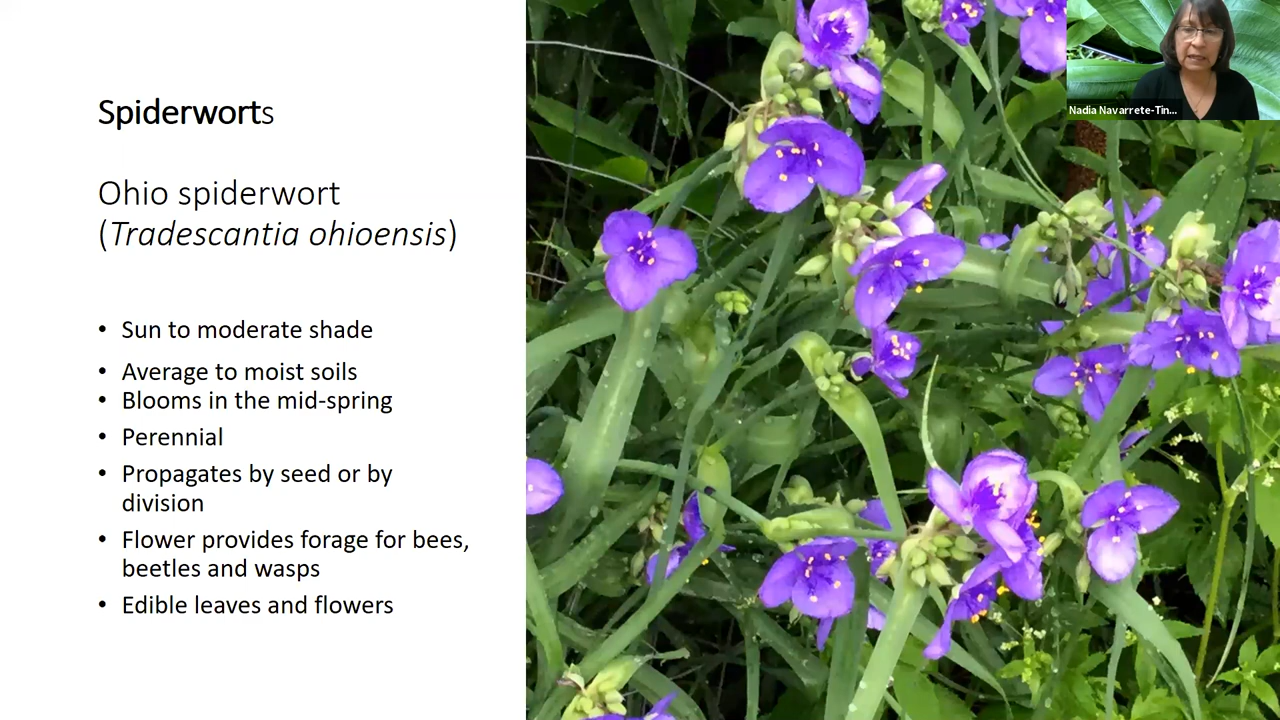 Spiderworts
Ohio spiderwort
(Tradescantia ohioensis)
• Sun to moderate shade
• Average to moist soils
• Blooms in the mid-spring
• Perennial
• Propagates by seed or by
division
• Flower provides forage for bees,
beetles and wasps
• Edible leaves and flowers
Nadia Navarrete-Tin...